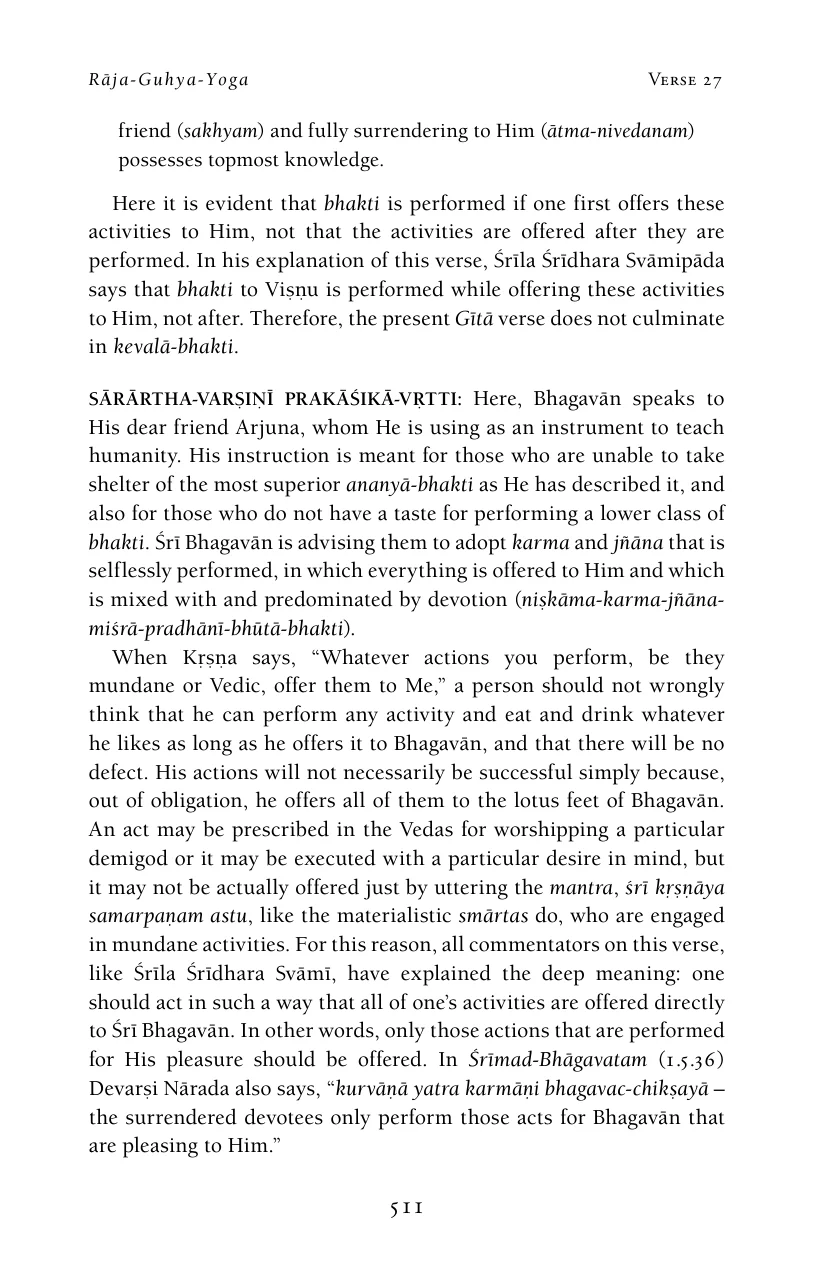 Rāja-Guhya-Yoga
Verse 27
friend (sakhyam) and fully surrendering to Him (ātma-nivedanam)
possesses topmost knowledge.
Here it is evident that bhakti is performed if one first offers these
activities to Him, not that the activities are offered after they are
performed. In his explanation of this verse, Śrīla Śrīdhara Svāmipāda
says that bhakti to Viṣṇu is performed while offering these activities
to Him, not after. Therefore, the present Gītā verse does not culminate
in kevalā-bhakti.
SĀRĀRTHA-VARṢIṆĪ PRAKĀŚIKĀ-VṚTTI: Here, Bhagavān speaks to
His dear friend Arjuna, whom He is using as an instrument to teach
humanity. His instruction is meant for those who are unable to take
shelter of the most superior ananyā-bhakti as He has described it, and
also for those who do not have a taste for performing a lower class of
bhakti. Śrī Bhagavān is advising them to adopt karma and jñāna that is
selflessly performed, in which everything is offered to Him and which
is mixed with and predominated by devotion (niṣkāma-karma-jñāna-
miśrā-pradhānī-bhūtā-bhakti).
When Kṛṣṇa says, “Whatever actions you perform, be they
mundane or Vedic, offer them to Me,” a person should not wrongly
think that he can perform any activity and eat and drink whatever
he likes as long as he offers it to Bhagavān, and that there will be no
defect. His actions will not necessarily be successful simply because,
out of obligation, he offers all of them to the lotus feet of Bhagavān.
An act may be prescribed in the Vedas for worshipping a particular
demigod or it may be executed with a particular desire in mind, but
it may not be actually offered just by uttering the mantra, śrī kṛṣṇāya
samarpaṇam astu, like the materialistic smārtas do, who are engaged
in mundane activities. For this reason, all commentators on this verse,
like Śrīla Śrīdhara Svāmī, have explained the deep meaning: one
should act in such a way that all of one’s activities are offered directly
to Śrī Bhagavān. In other words, only those actions that are performed
for His pleasure should be offered. In Śrīmad-Bhāgavatam (1.5.36)
Devarṣi Nārada also says, “kurvāṇā yatra karmāṇi bhagavac-chikṣayā –
the surrendered devotees only perform those acts for Bhagavān that
are pleasing to Him.”
511